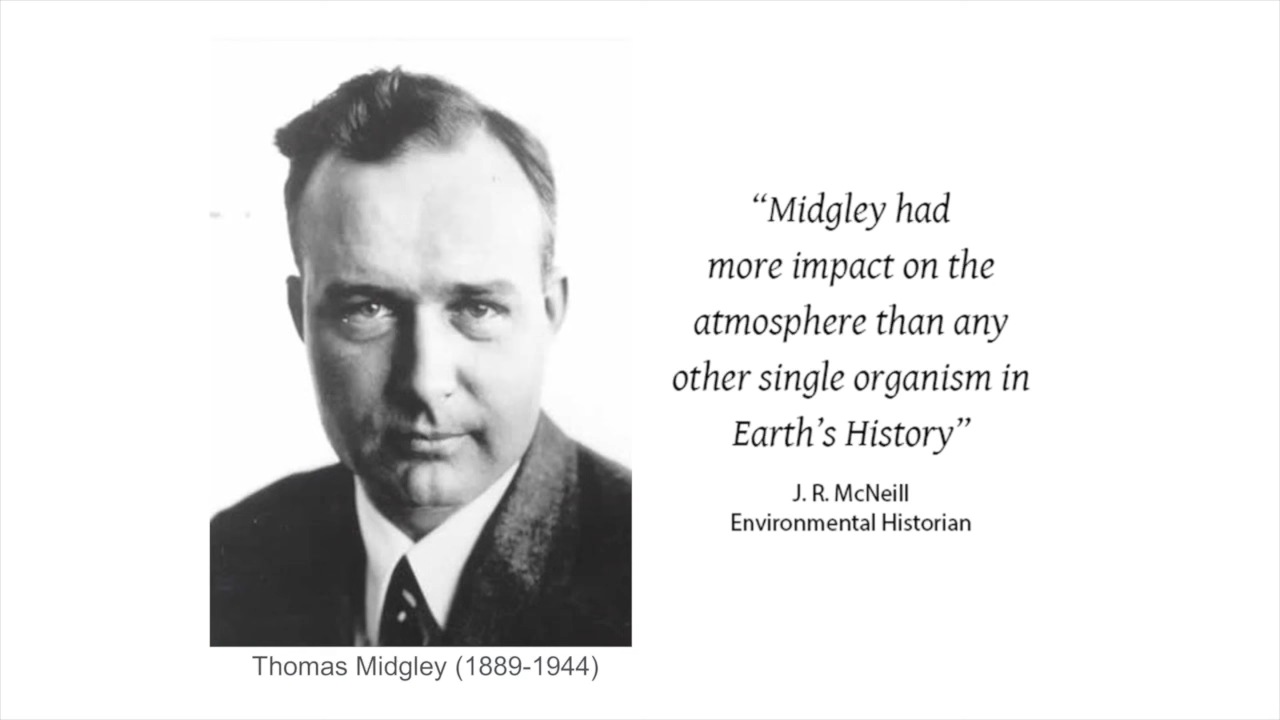 “Midgley had
more impact on the
atmosphere than any
other single organism in
Earth’s History”
J. R. McNeill
Environmental Historian
Thomas Midgley (1889-1944)